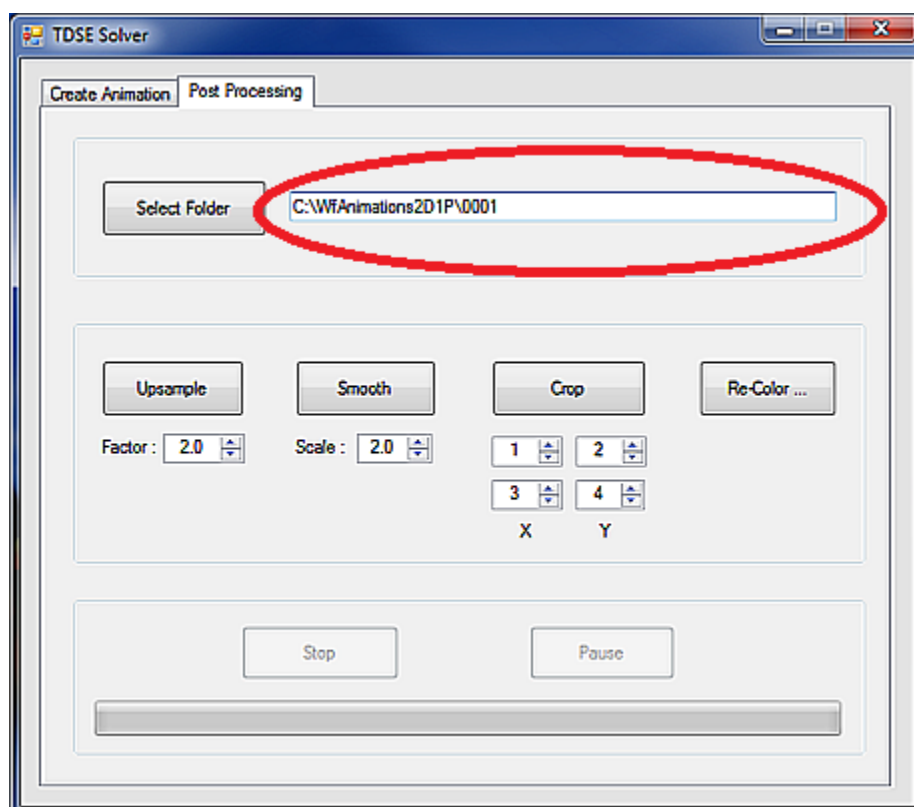 TDSE Solver
Create Animation Post Processing
Select Folder C:\WfAnimations2D1P\0001
Upsample Smooth Crop Re-Color ...
Factor : 2.0 Scale : 2.0 1 2
3 4
X Y
Stop Pause